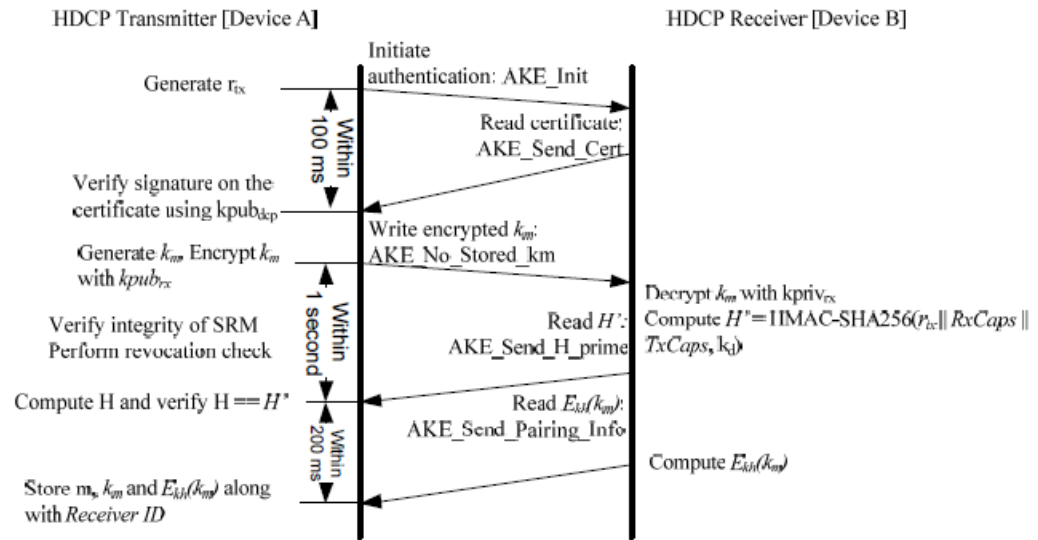 HDCP Transmitter [Device A]
HDCP Receiver [Device B]
Initiate
authentication: AKE_Init
Generate rtx
Within
100 ms
Read certificate:
AKE_Send_Cert
Verify signature on the
certificate using kpubdcp
Write encrypted km:
AKE_No_Stored_km
Generate km, Encrypt km
with kpubrx
Decrypt km with kprivrx
Compute H'=HMAC-SHA256(rtx || RxCaps ||
TxCaps, kd)
Within
1 second
Verify integrity of SRM
Perform revocation check
Read H':
AKE_Send_H_prime
Compute H and verify H == H'
Read Ekh(km):
AKE_Send_Pairing_Info
Within
200 ms
Compute Ekh(km)
Store m, km and Ekh(km) along
with Receiver ID